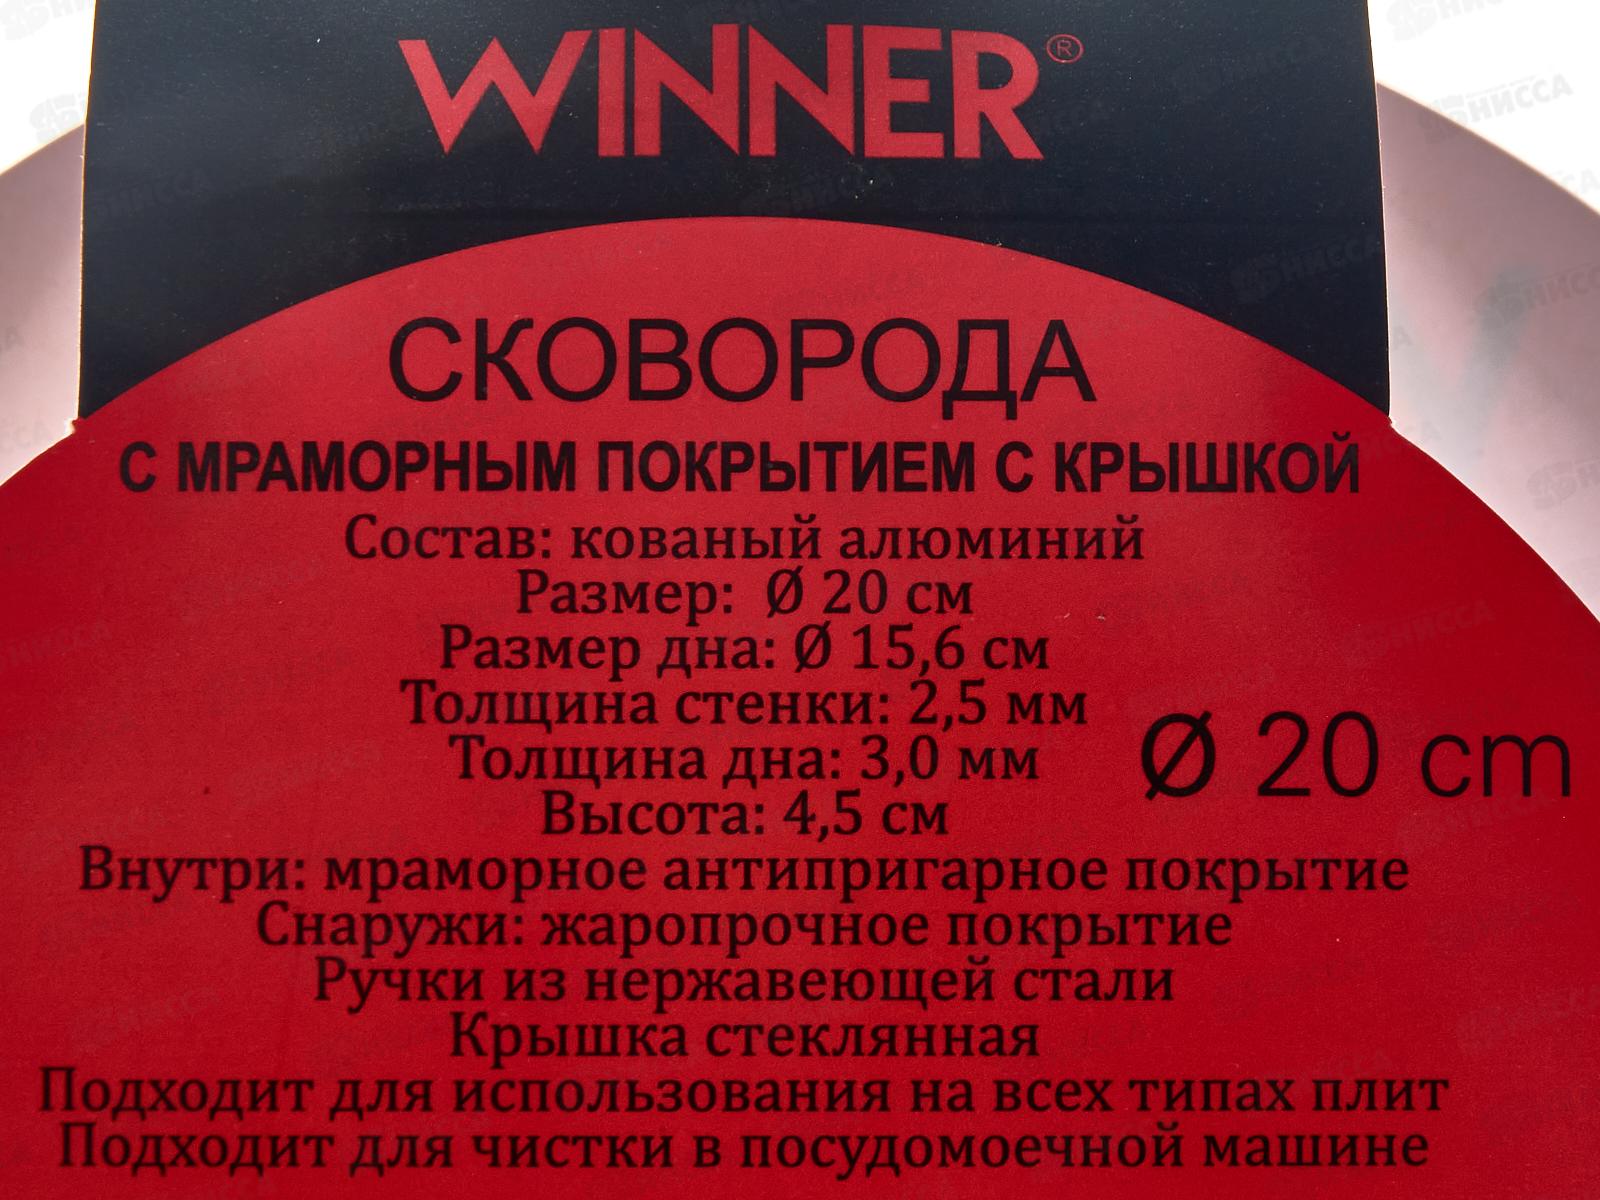 WINNER®
СКОВОРОДА
С МРАМОРНЫМ ПОКРЫТИЕМ С КРЫШКОЙ
Состав: кованый алюминий
Размер: Ø 20 см
Размер дна: Ø 15,6 см
Толщина стенки: 2,5 мм
Толщина дна: 3,0 мм
Ø 20 cm
Высота: 4,5 см
Внутри: мраморное антипригарное покрытие
Снаружи: жаропрочное покрытие
Ручки из нержавеющей стали
Крышка стеклянная
Подходит для использования на всех типах плит
Подходит для чистки в посудомоечной машине
НИССА